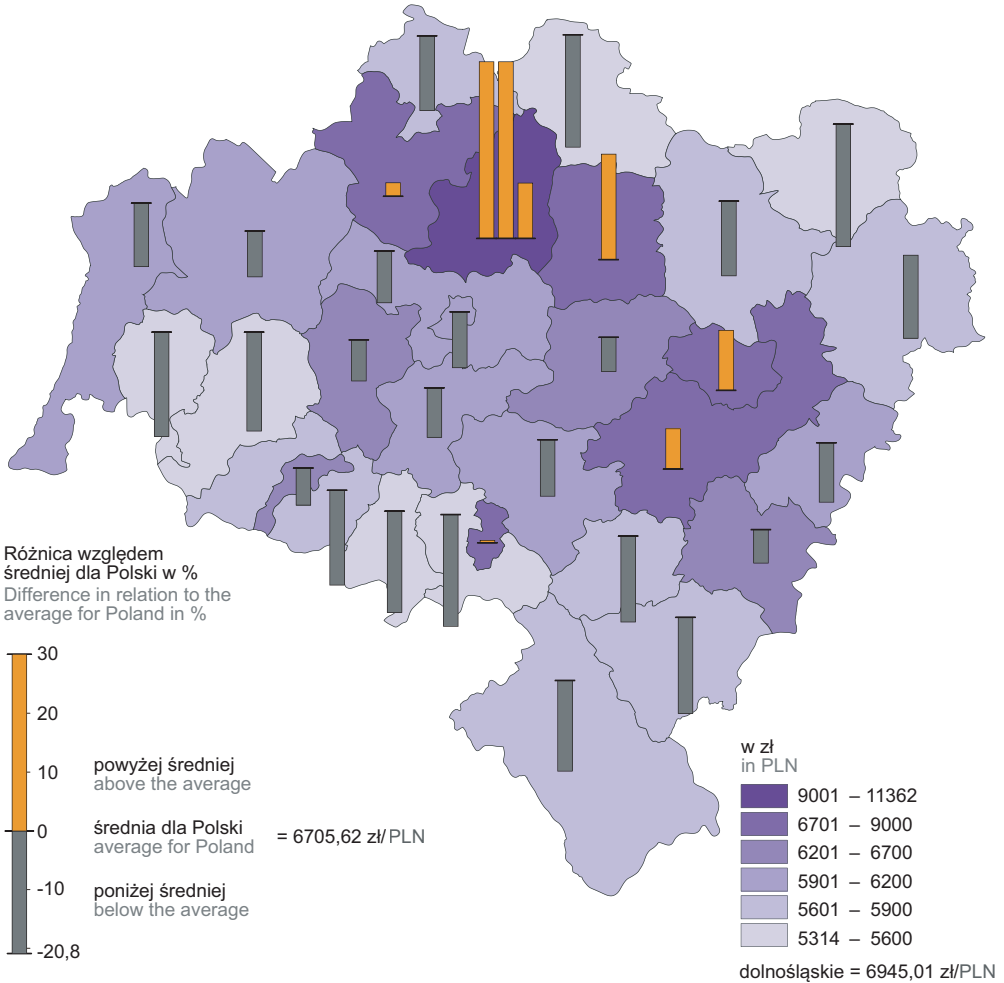 Różnica względem
średniej dla Polski w %
Difference in relation to the
average for Poland in %
30
20
10
0
-10
-20,8
powyżej średniej
above the average
średnia dla Polski
average for Poland
= 6705,62 zł/PLN
poniżej średniej
below the average
w zł
in PLN
9001 – 11362
6701 – 9000
6201 – 6700
5901 – 6200
5601 – 5900
5314 – 5600
dolnośląskie = 6945,01 zł/PLN